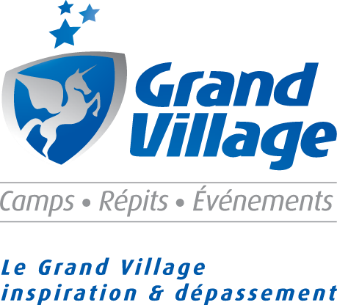 Grand
Village
Camps • Répits • Événements
Le Grand Village
inspiration & dépassement